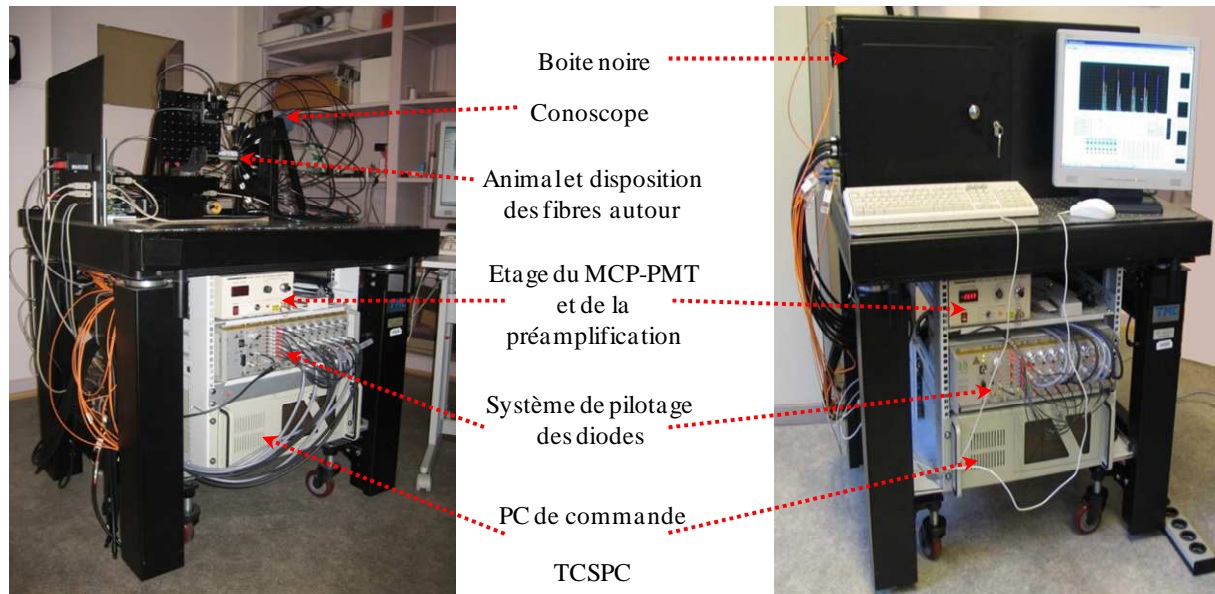 Boite noire
Conoscope
Animal et disposition
des fibres autour
Etage du MCP-PMT
et de la
préamplification
Système de pilotage
des diodes
PC de commande
TCSPC
TMC